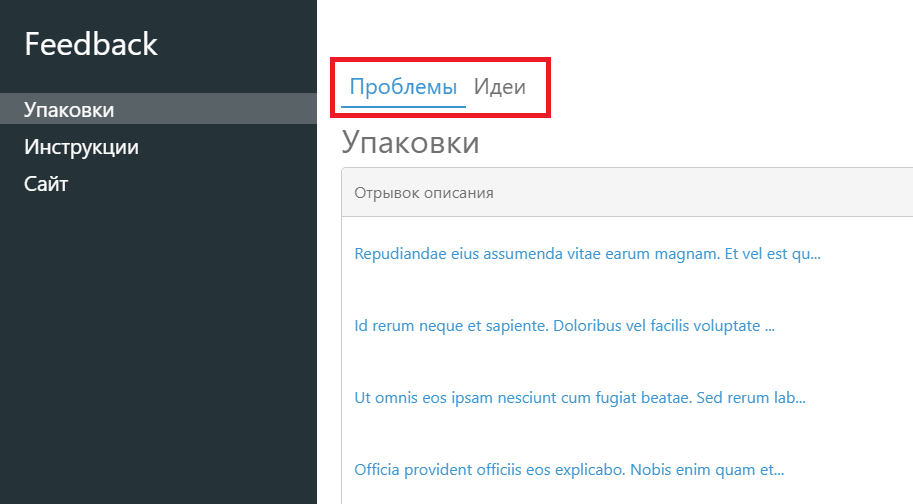 Feedback
Упаковки
Инструкции
Сайт
Проблемы Идеи
Упаковки
Отрывок описания
Repudiandae eius assumenda vitae earum magnam. Et vel est qu...
Id rerum neque et sapiente. Doloribus vel facilis voluptate ...
Ut omnis eos ipsam nesciunt cum fugiat beatae. Sed rerum lab...
Officia provident officiis eos explicabo. Nobis enim quam et...